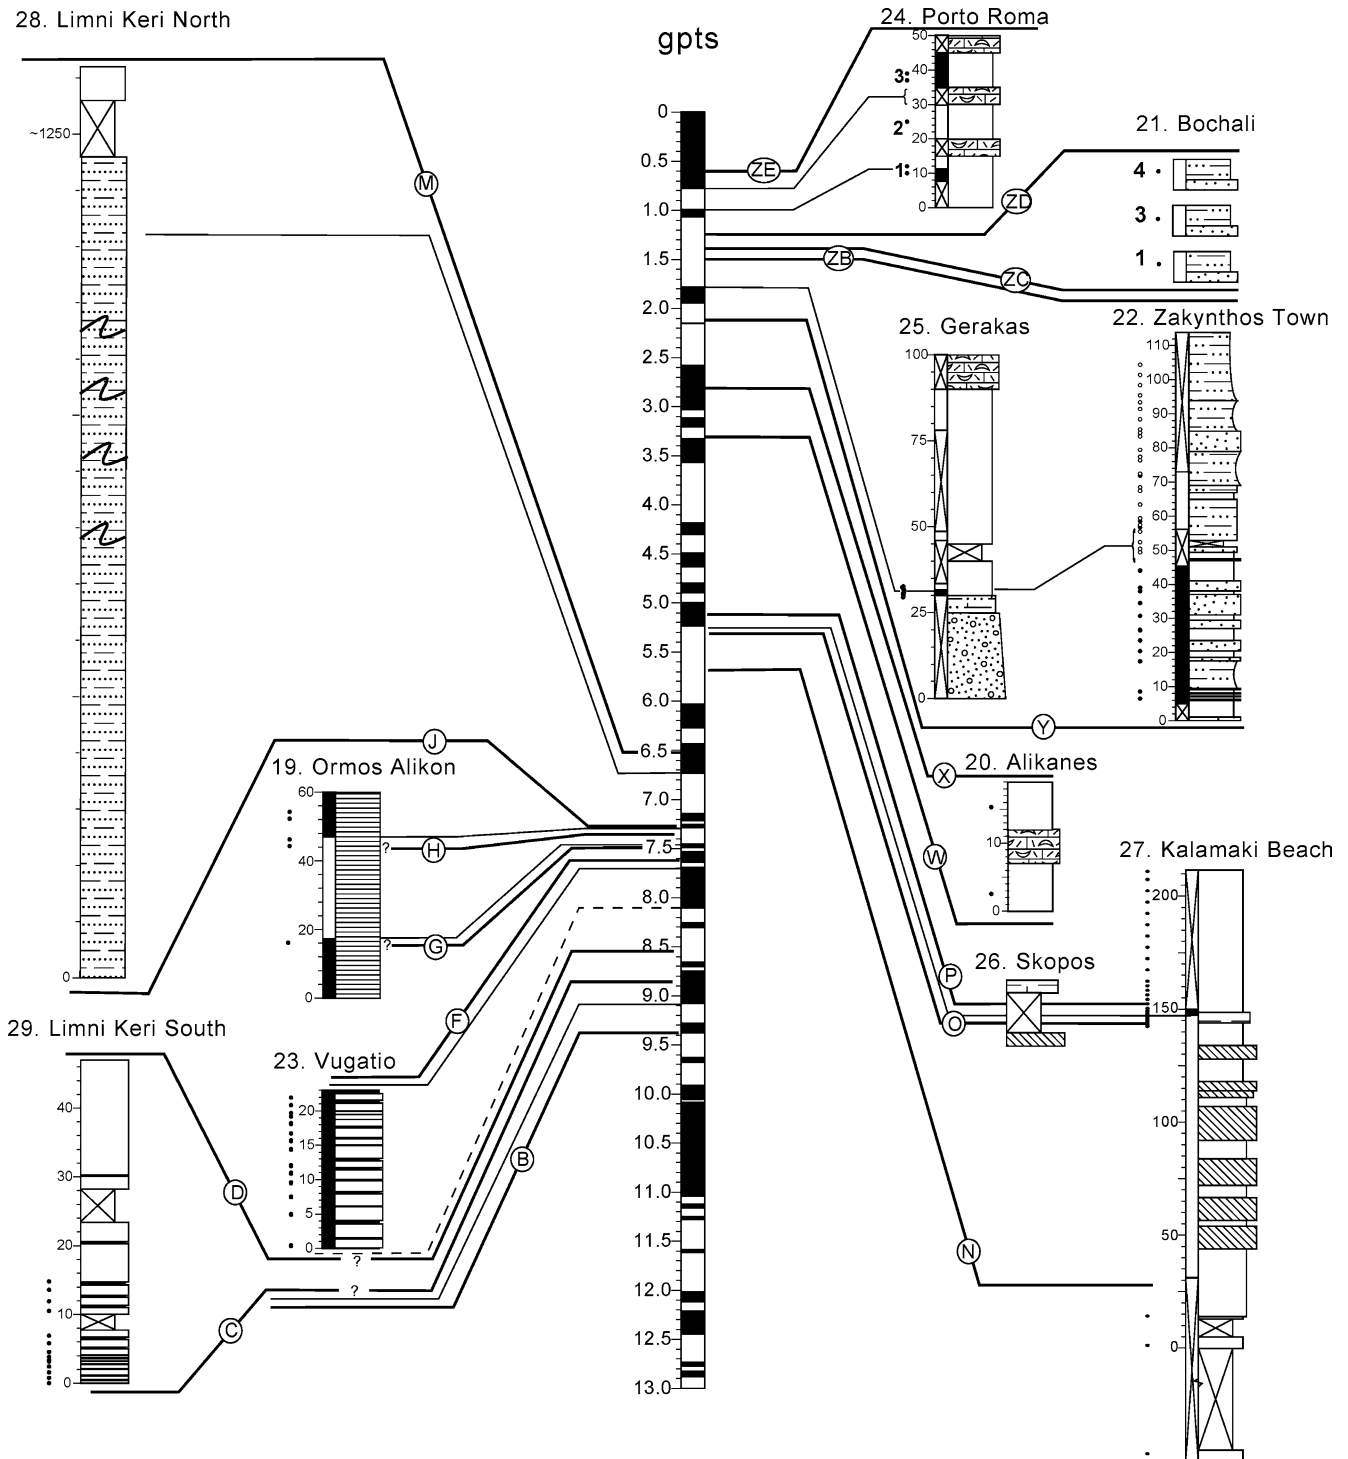 28. Limni Keri North
~1250
0
M
J
19. Ormos Alikon
60
40
20
0
?
H
?
G
F
29. Limni Keri South
40
30
20
10
0
D
C
23. Vugatio
20
15
10
5
0
?
?
B
gpts
0
0.5
1.0
1.5
2.0
2.5
3.0
3.5
4.0
4.5
5.0
5.5
6.0
6.5
7.0
7.5
8.0
8.5
9.0
9.5
10.0
10.5
11.0
11.5
12.0
12.5
13.0
24. Porto Roma
50
40
30
20
10
0
3:
2
1:
ZE
ZD
ZB
ZC
21. Bochali
4
3
1
25. Gerakas
100
75
50
25
0
22. Zakynthos Town
110
100
90
80
70
60
50
40
30
20
10
0
Y
X
20. Alikanes
10
0
W
27. Kalamaki Beach
200
150
100
50
0
26. Skopos
P
O
N